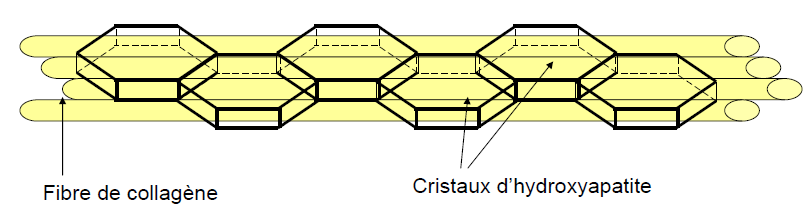 Fibre de collagène
Cristaux d’hydroxyapatite